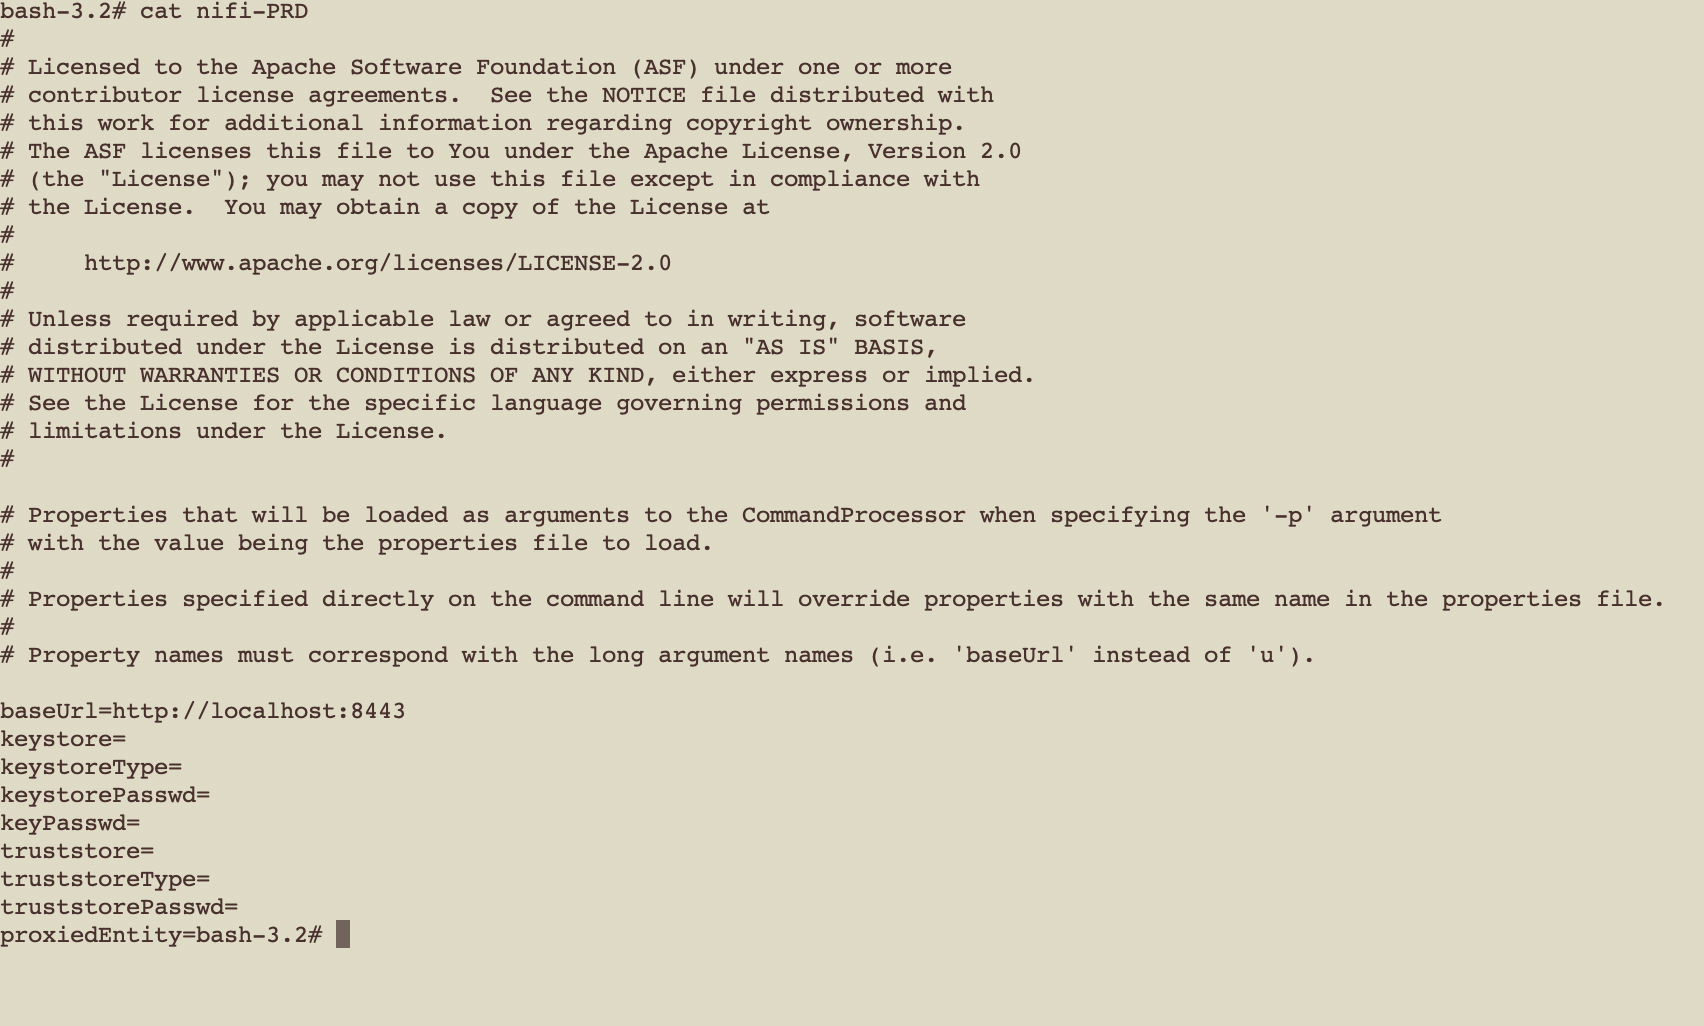 bash-3.2# cat nifi-PRD
#
# Licensed to the Apache Software Foundation (ASF) under one or more
# contributor license agreements.  See the NOTICE file distributed with
# this work for additional information regarding copyright ownership.
# The ASF licenses this file to You under the Apache License, Version 2.0
# (the "License"); you may not use this file except in compliance with
# the License.  You may obtain a copy of the License at
#
#     http://www.apache.org/licenses/LICENSE-2.0
#
# Unless required by applicable law or agreed to in writing, software
# distributed under the License is distributed on an "AS IS" BASIS,
# WITHOUT WARRANTIES OR CONDITIONS OF ANY KIND, either express or implied.
# See the License for the specific language governing permissions and
# limitations under the License.
#

# Properties that will be loaded as arguments to the CommandProcessor when specifying the '-p' argument
# with the value being the properties file to load.
#
# Properties specified directly on the command line will override properties with the same name in the properties file.
#
# Property names must correspond with the long argument names (i.e. 'baseUrl' instead of 'u').

baseUrl=http://localhost:8443
keystore=
keystoreType=
keystorePasswd=
keyPasswd=
truststore=
truststoreType=
truststorePasswd=
proxiedEntity=bash-3.2#